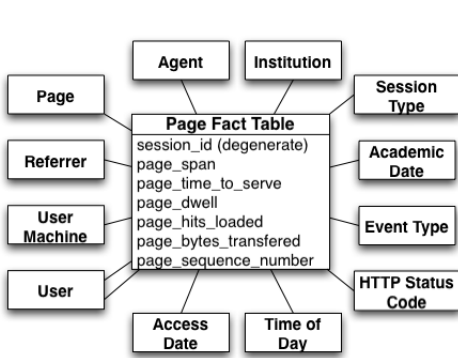 Agent
Institution
Page
Session
Type
Page Fact Table
session_id (degenerate)
page_span
page_time_to_serve
page_dwell
page_hits_loaded
page_bytes_transfered
page_sequence_number
Referrer
Academic
Date
User
Machine
Event Type
User
HTTP Status
Code
Access
Date
Time of
Day